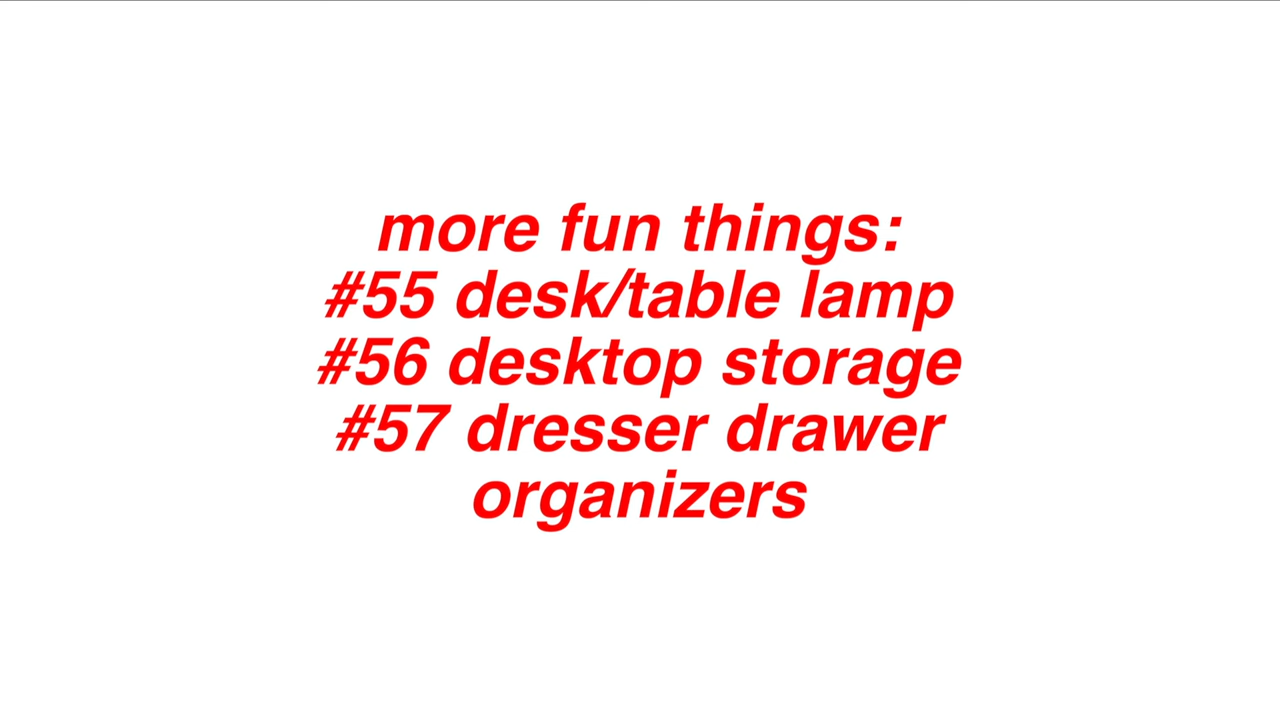 more fun things:
#55 desk/table lamp
#56 desktop storage
#57 dresser drawer
organizers